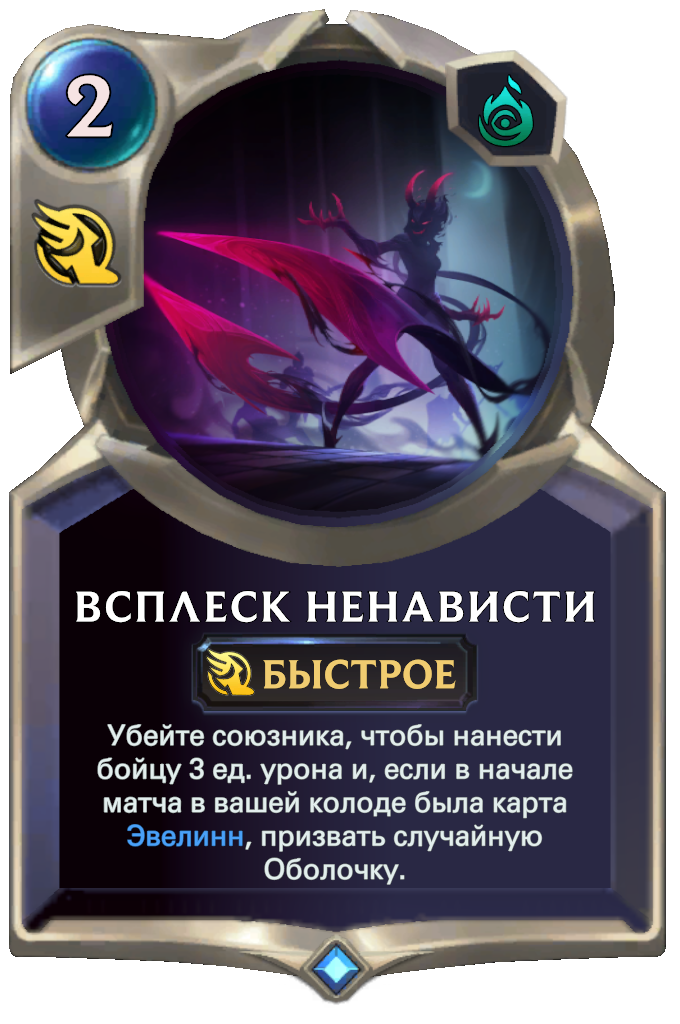 2
ВСПЛЕСК НЕНАВИСТИ
БЫСТРОЕ
Убейте союзника, чтобы нанести
бойцу 3 ед. урона и, если в начале
матча в вашей колоде была карта
Эвелинн, призвать случайную
Оболочку.